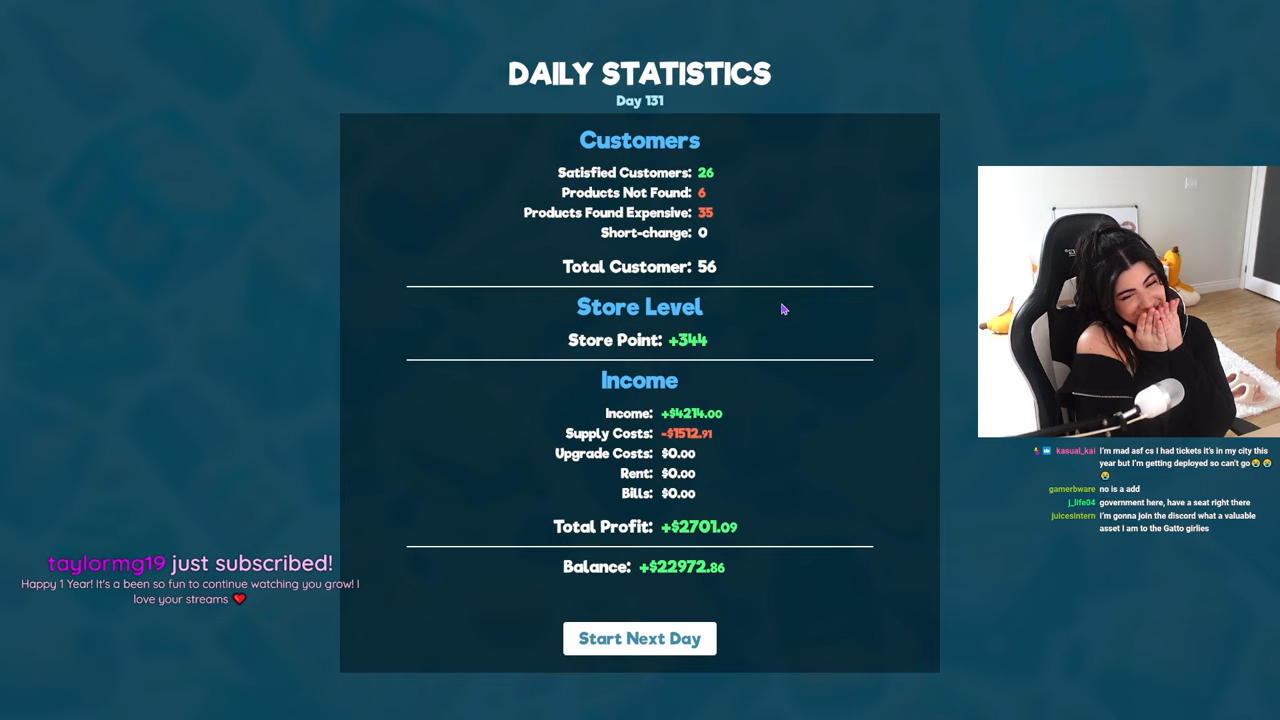 DAILY STATISTICS
Day 131
Customers
Satisfied Customers: 26
Products Not Found: 6
Products Found Expensive: 35
Short-change: 0
Total Customer: 56
Store Level
Store Point: +344
Income
Income: +$4214.00
Supply Costs: -$1512.91
Upgrade Costs: $0.00
Rent: $0.00
Bills: $0.00
Total Profit: +$2701.09
Balance: +$22972.86
Start Next Day
taylormg19 just subscribed!
Happy 1 Year! It's a been so fun to continue watching you grow! I
love your streams ❤️
kasual_kai I'm mad asf cs I had tickets it's in my city this
year but I'm getting deployed so can't go😭😭
😭
gamerbware no is a add
j_life04 government here, have a seat right there
juicesintern I'm gonna join the discord what a valuable
asset I am to the Gatto girlies